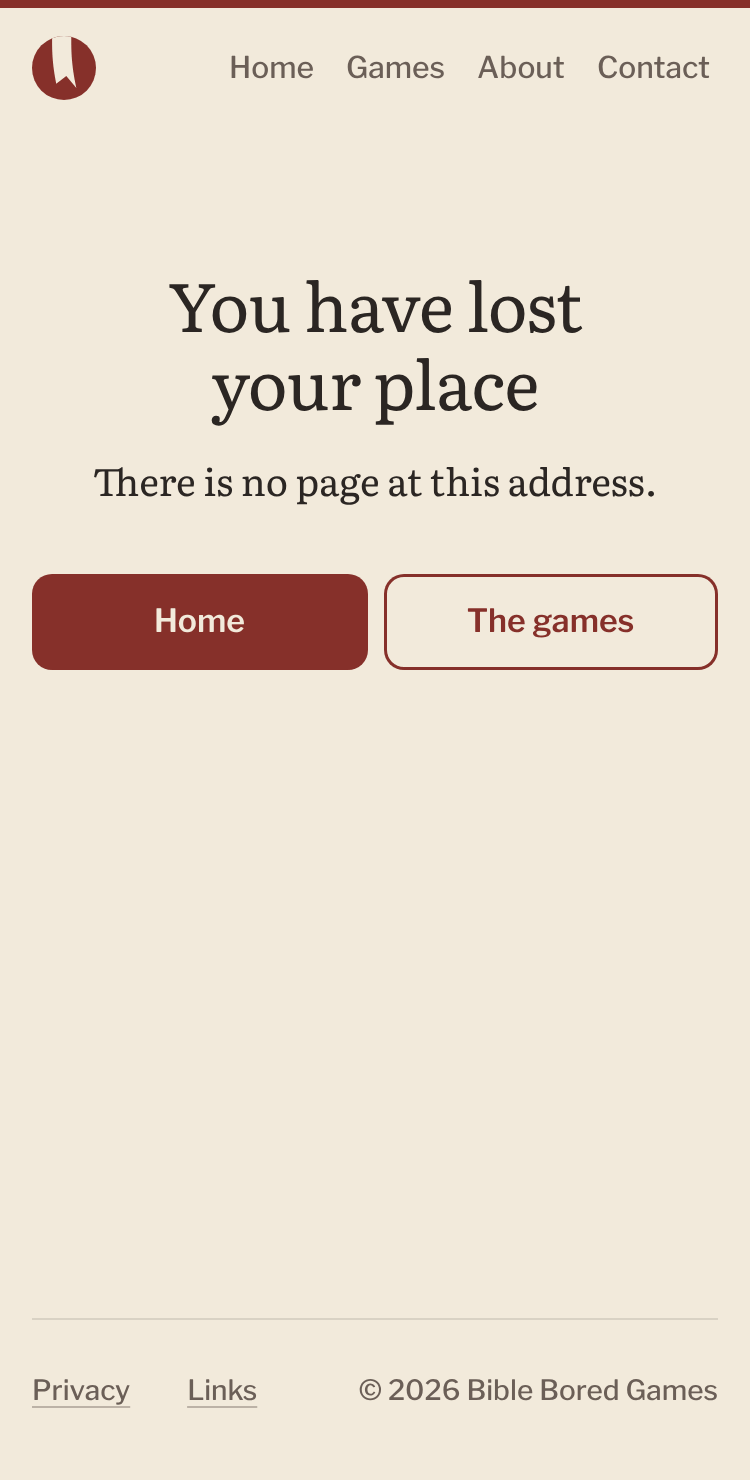 Home Games About Contact
You have lost
your place
There is no page at this address.
Home The games
Privacy Links © 2026 Bible Bored Games